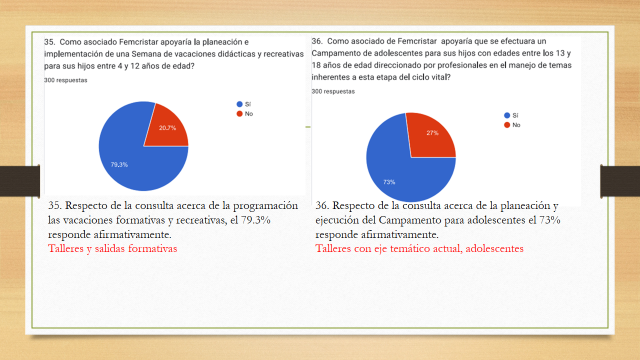 35. Como asociado Femcristar apoyaría la planeación e
implementación de una Semana de vacaciones didácticas y recreativas
para sus hijos entre 4 y 12 años de edad?
300 respuestas
Sí
No
20,7%
79,3%
35. Respecto de la consulta acerca de la programación
las vacaciones formativas y recreativas, el 79.3%
responde afirmativamente.
Talleres y salidas formativas
36. Como asociado de Femcristar apoyaría que se efectuara un
Campamento de adolescentes para sus hijos con edades entre los 13 y
18 años de edad direccionado por profesionales en el manejo de temas
inherentes a esta etapa del ciclo vital?
300 respuestas
Sí
No
27%
73%
36. Respecto de la consulta acerca de la planeación y
ejecución del Campamento para adolescentes el 73%
responde afirmativamente.
Talleres con eje temático actual, adolescentes